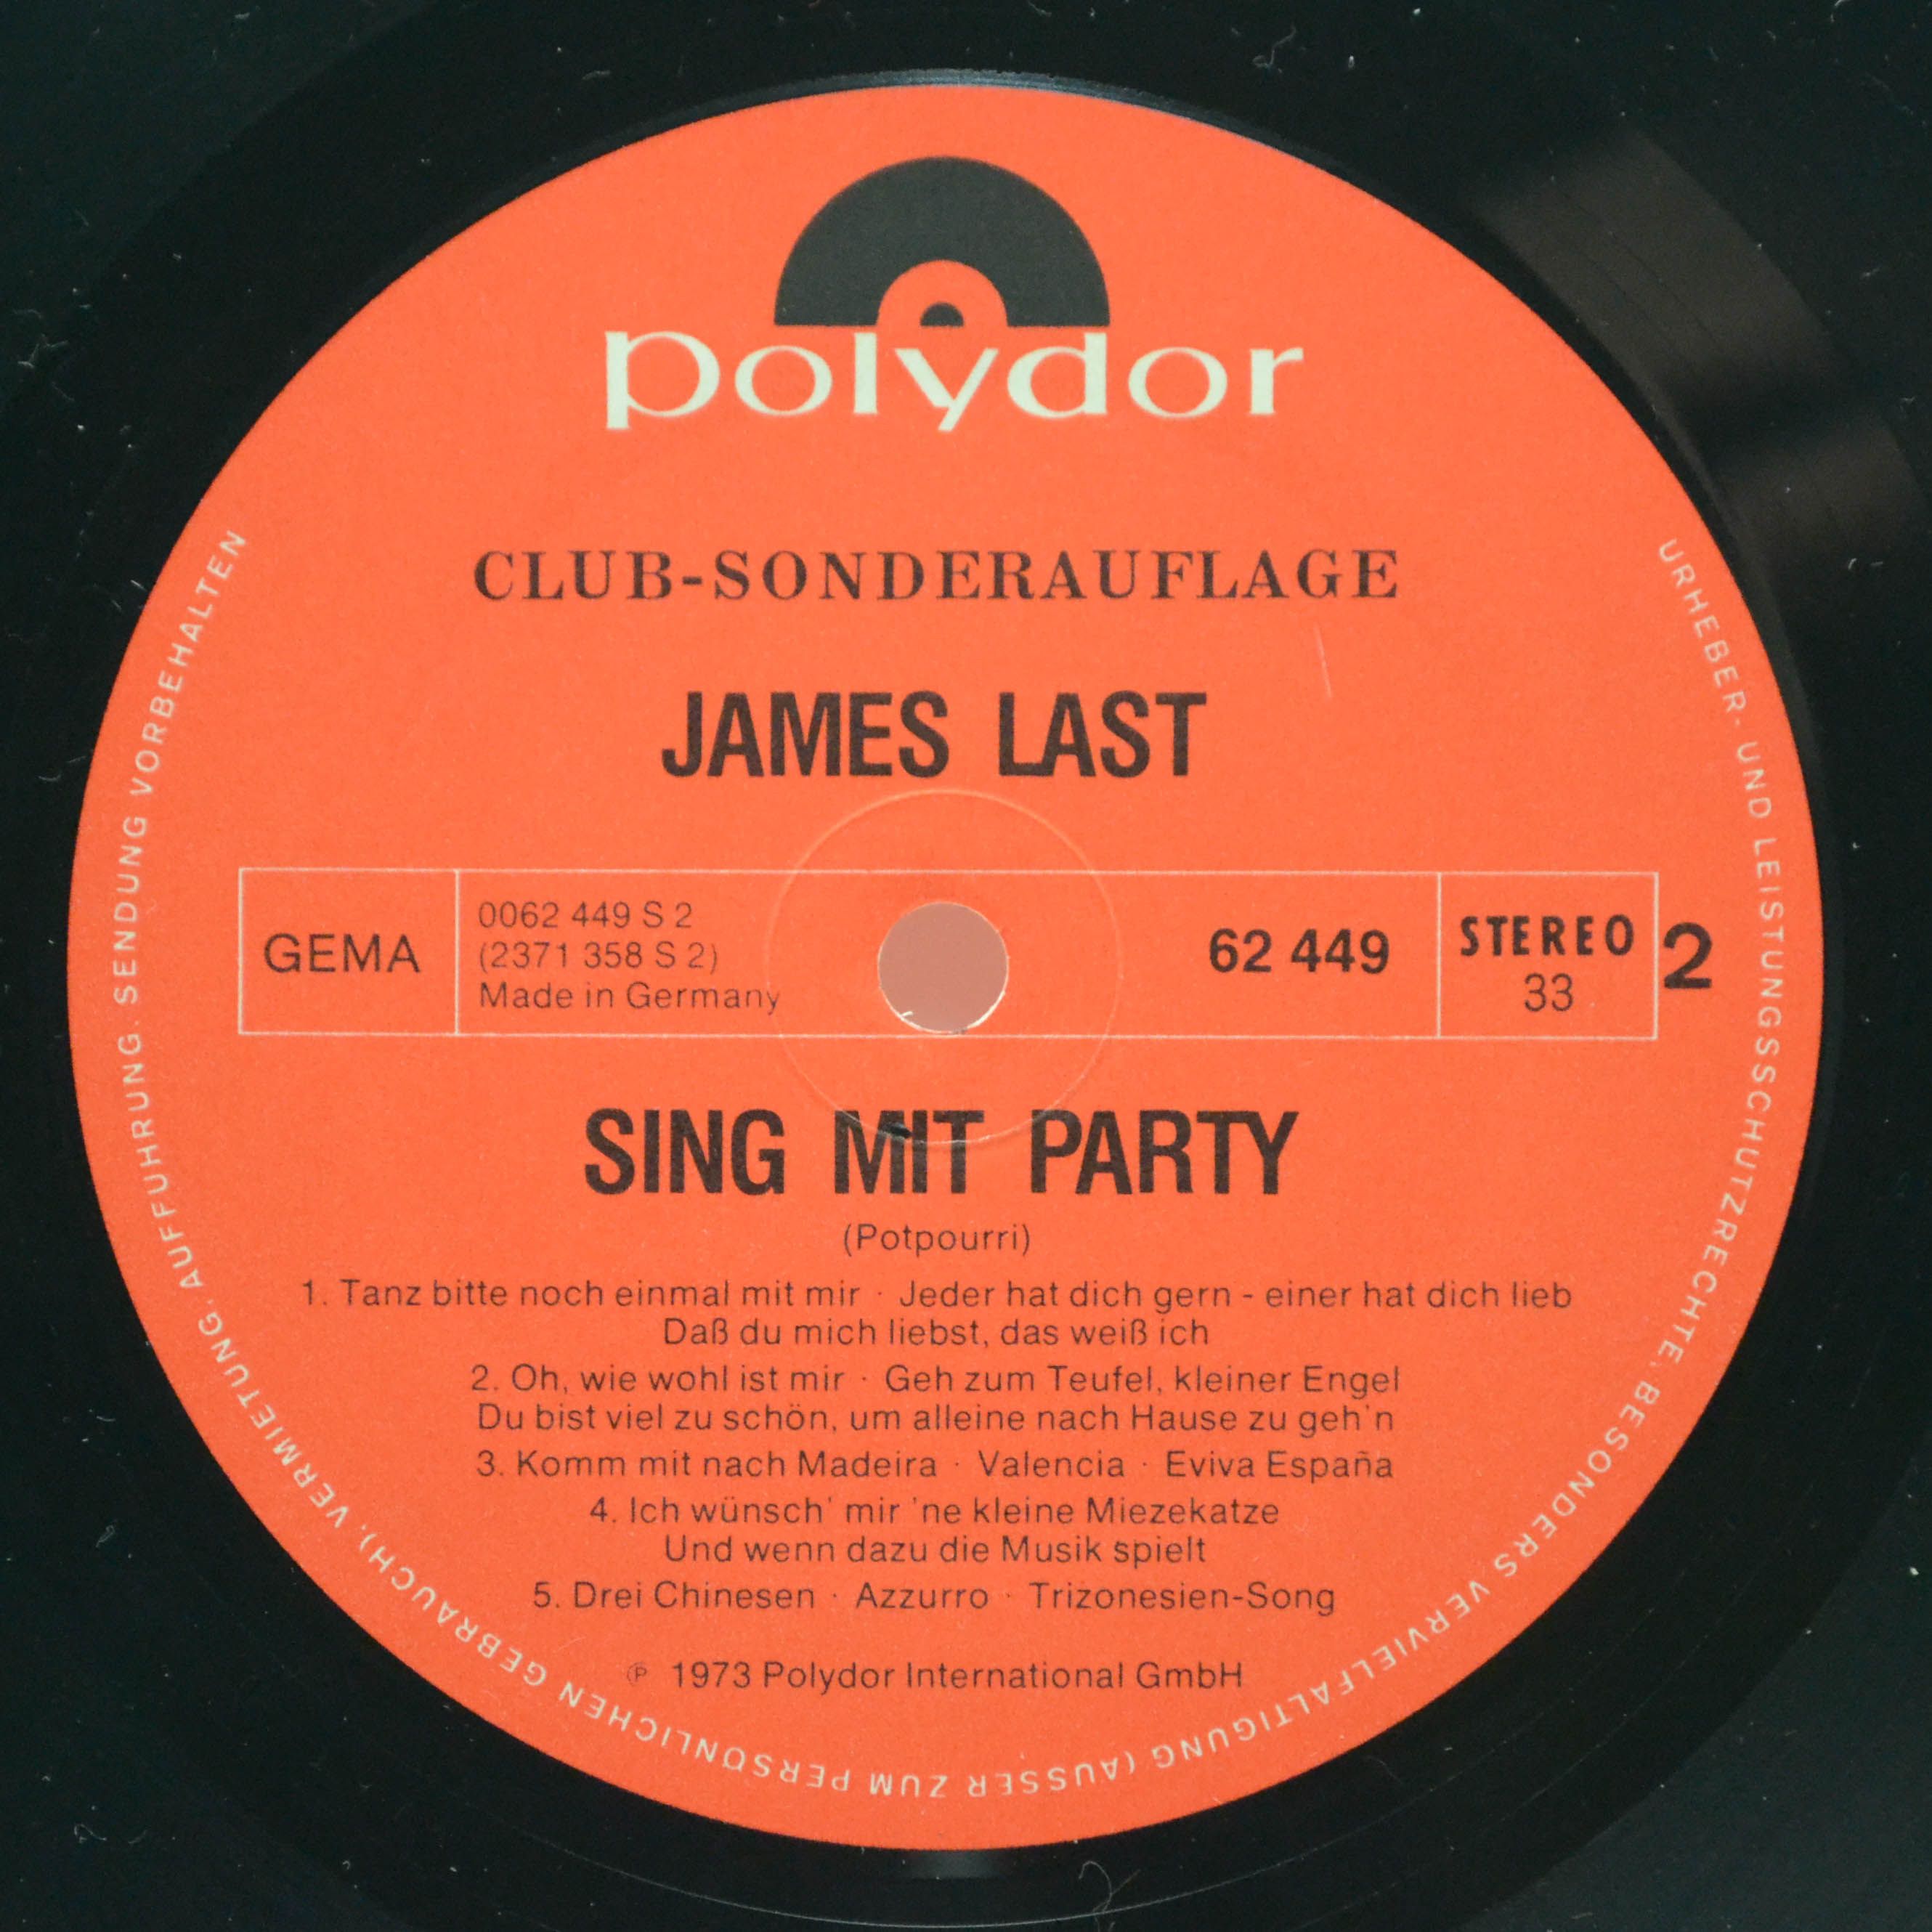 polydor
CLUB-SONDERAUFLAGE
JAMES LAST
GEMA
0062 449 S 2
(2371 358 S 2)
Made in Germany
62 449
STEREO
33
2
SING MIT PARTY
(Potpourri)
1. Tanz bitte noch einmal mit mir · Jeder hat dich gern - einer hat dich lieb
Daß du mich liebst, das weiß ich
2. Oh, wie wohl ist mir · Geh zum Teufel, kleiner Engel
Du bist viel zu schön, um alleine nach Hause zu geh'n
3. Komm mit nach Madeira · Valencia · Eviva España
4. Ich wünsch' mir 'ne kleine Miezekatze
Und wenn dazu die Musik spielt
5. Drei Chinesen · Azzurro · Trizonesien-Song
℗ 1973 Polydor International GmbH
URHEBER- UND LEISTUNGSSCHUTZRECHTE, BESONDERS VERVIELFÄLTIGUNG (AUSSER ZUM PERSÖNLICHEN GEBRAUCH), VERMIETUNG, AUFFÜHRUNG, SENDUNG VORBEHALTEN